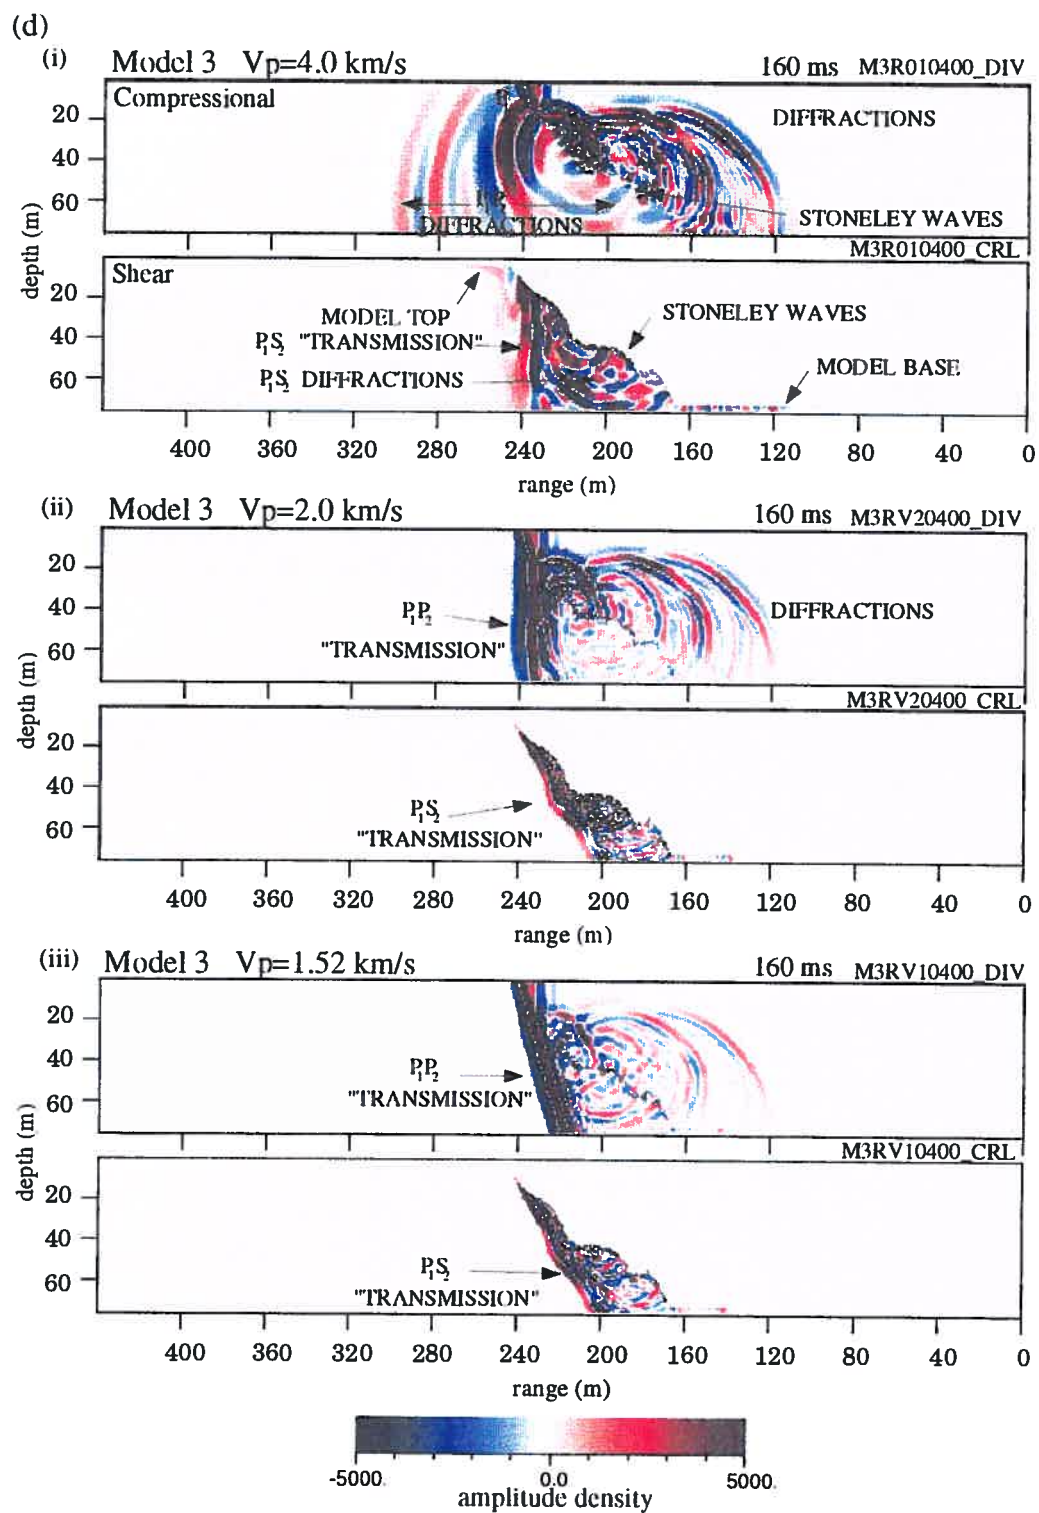 (d)
(i) Model 3 Vp=4.0 km/s 160 ms M3R010400_DIV
Compressional
DIFFRACTIONS
DIFFRACTIONS
STONELEY WAVES
20
40
60
M3R010400_CRL
Shear
MODEL TOP
STONELEY WAVES
P₁S₂ "TRANSMISSION"
P₁S₂ DIFFRACTIONS
MODEL BASE
20
60
depth (m)
400 360 320 280 240 200 160 120 80 40 0
range (m)
(ii) Model 3 Vp=2.0 km/s 160 ms M3RV20400_DIV
P₁P₂
"TRANSMISSION"
DIFFRACTIONS
20
40
60
M3RV20400_CRL
P₁S₂
"TRANSMISSION"
20
40
60
depth (m)
400 360 320 280 240 200 160 120 80 40 0
range (m)
(iii) Model 3 Vp=1.52 km/s 160 ms M3RV10400_DIV
P₁P₂
"TRANSMISSION"
20
40
60
M3RV10400_CRL
P₁S₂
"TRANSMISSION"
20
40
60
depth (m)
400 360 320 280 240 200 160 120 80 40 0
range (m)
-5000. 0.0 5000.
amplitude density